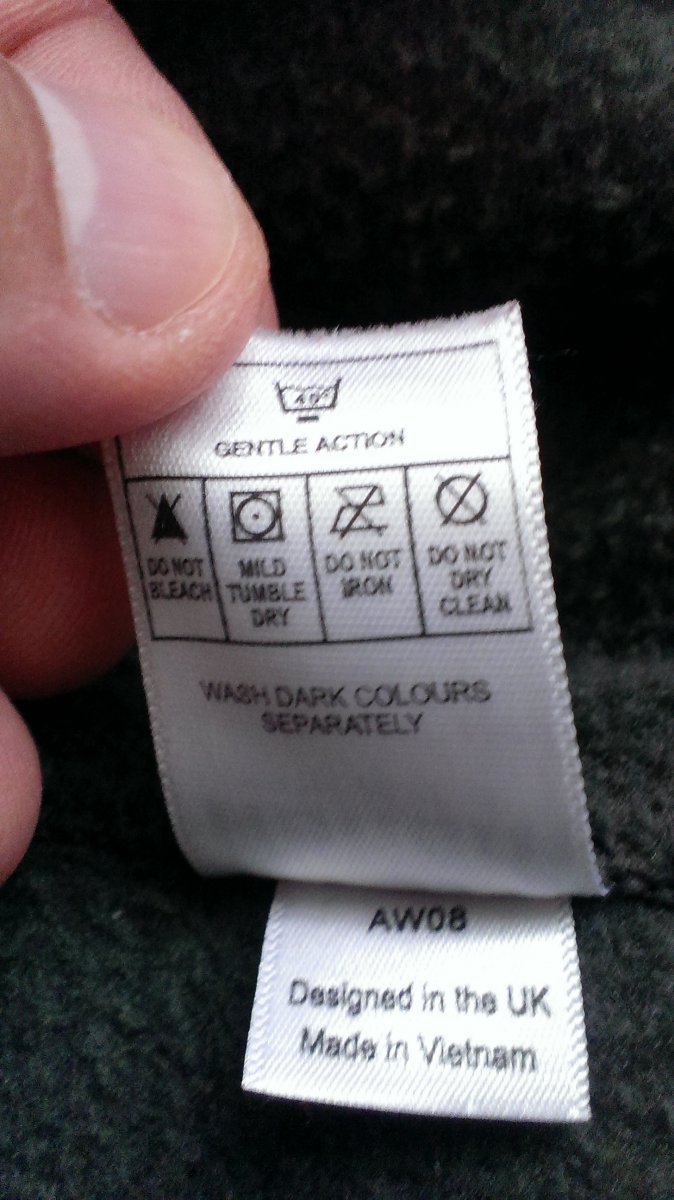 40°
GENTLE ACTION
DO NOT
BLEACH
MILD
TUMBLE
DRY
DO NOT
IRON
DO NOT
DRY
CLEAN
WASH DARK COLOURS
SEPARATELY
AW08
Designed in the UK
Made in Vietnam